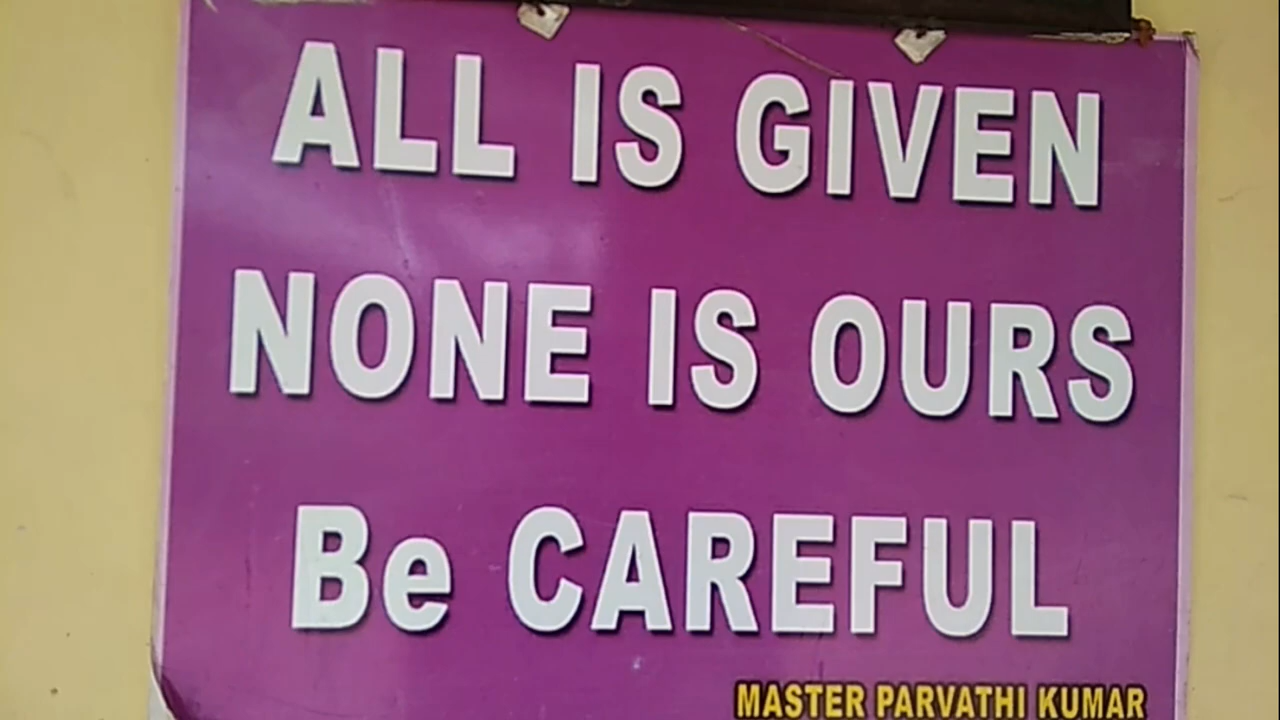 ALL IS GIVEN
NONE IS OURS
Be CAREFUL
MASTER PARVATHI KUMAR